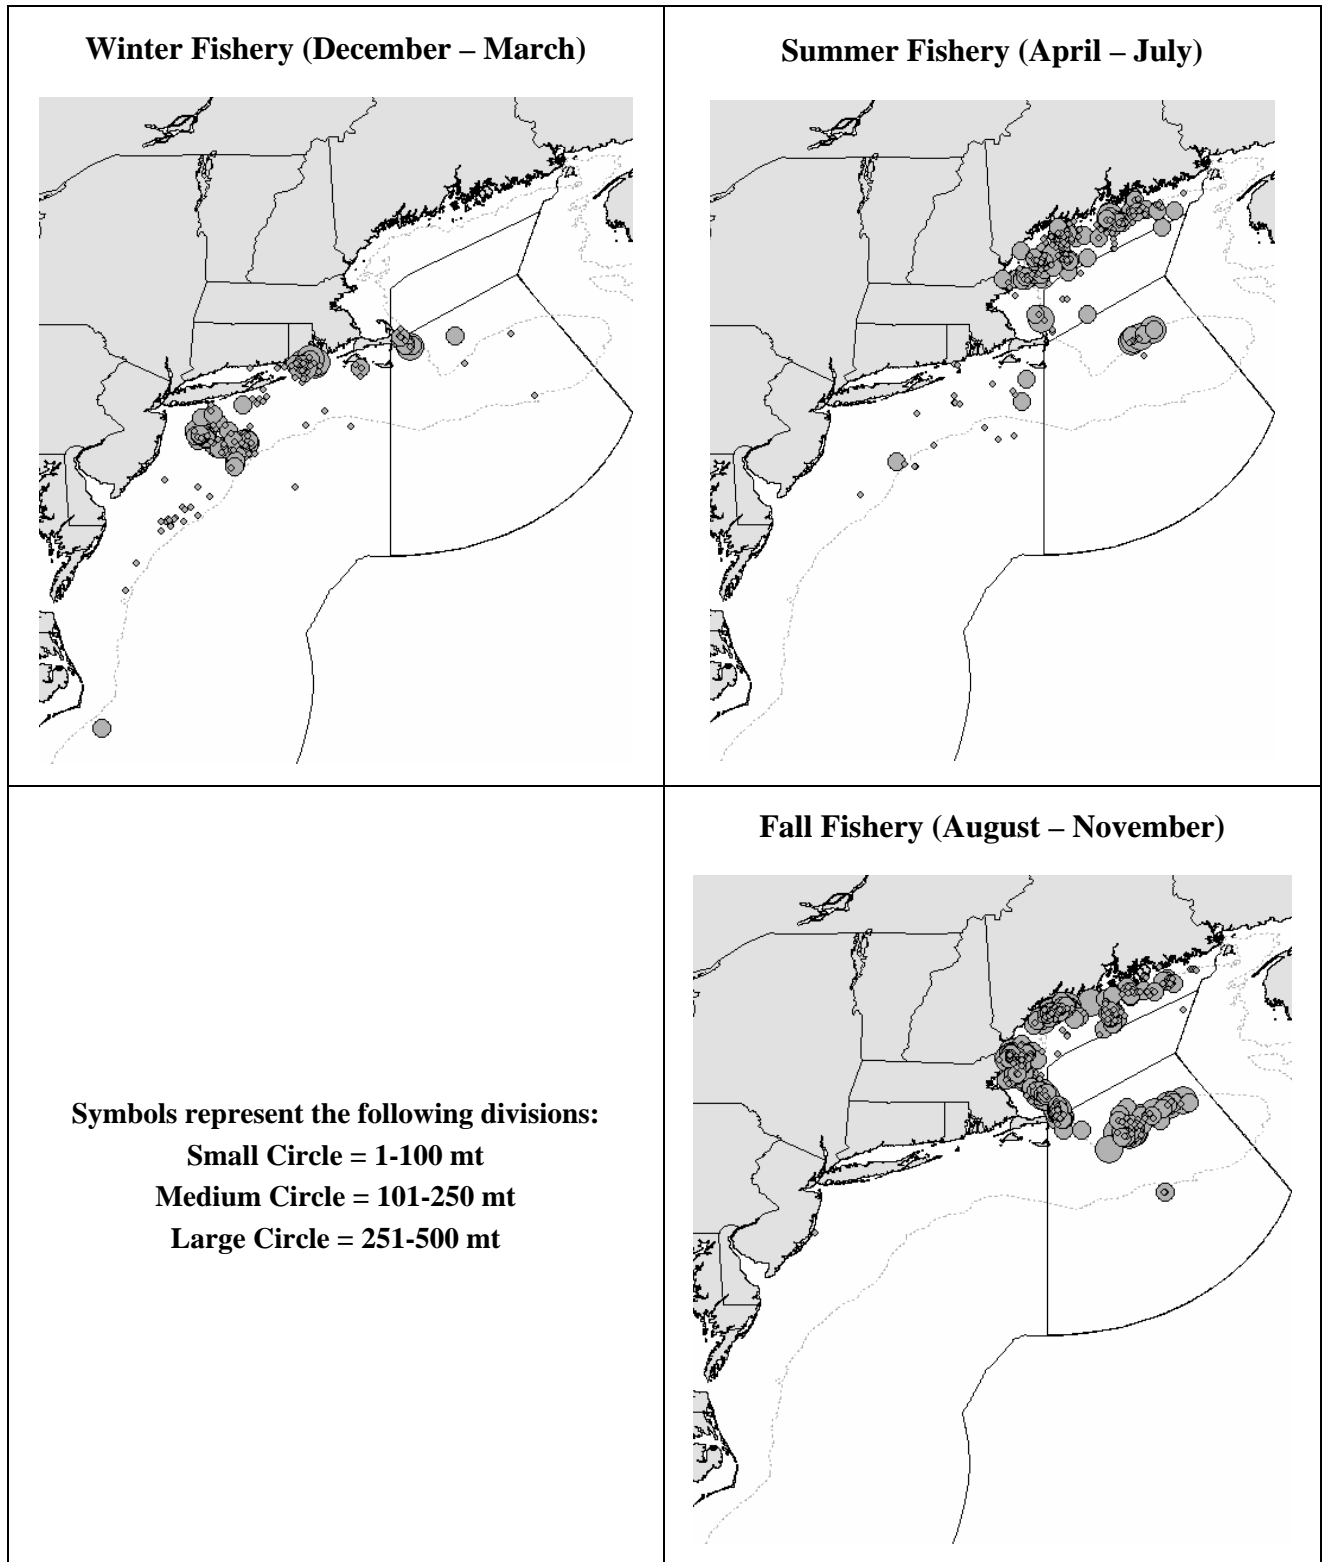 Winter Fishery (December – March)
Summer Fishery (April – July)
Fall Fishery (August – November)
Symbols represent the following divisions:
Small Circle = 1-100 mt
Medium Circle = 101-250 mt
Large Circle = 251-500 mt